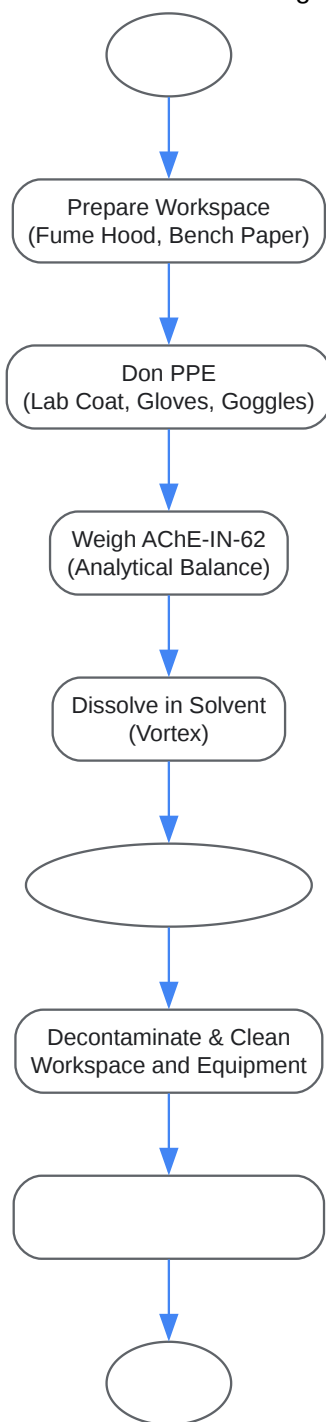 Prepare Workspace
(Fume Hood, Bench Paper)
Don PPE
(Lab Coat, Gloves, Goggles)
Weigh AChE-IN-62
(Analytical Balance)
Dissolve in Solvent
(Vortex)
Decontaminate & Clean
Workspace and Equipment